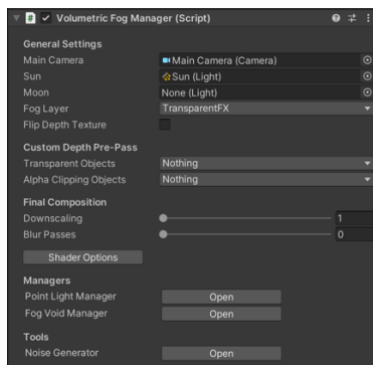 Volumetric Fog Manager (Script)
General Settings
Main Camera Main Camera (Camera)
Sun Sun (Light)
Moon None (Light)
Fog Layer TransparentFX
Flip Depth Texture
Custom Depth Pre-Pass
Transparent Objects Nothing
Alpha Clipping Objects Nothing
Final Composition
Downscaling 1
Blur Passes 0
Shader Options
Managers
Point Light Manager Open
Fog Void Manager Open
Tools
Noise Generator Open